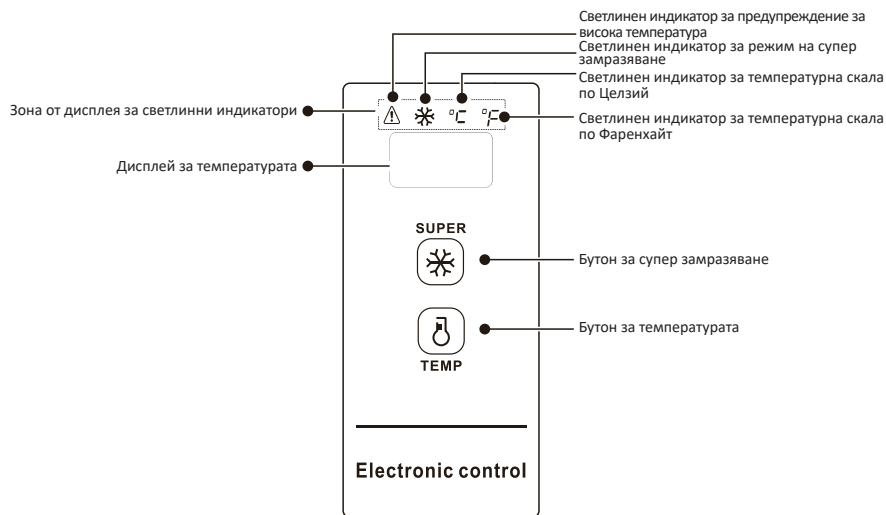 Светлинен индикатор за предупреждение за
висока температура
Светлинен индикатор за режим на супер
замразяване
Светлинен индикатор за температурна скала
по Целзий
Зона от дисплея за светлинни индикатори
°C °F
Светлинен индикатор за температурна скала
по Фаренхайт
Дисплей за температурата
SUPER
Бутон за супер замразяване
Бутон за температурата
TEMP
Electronic control